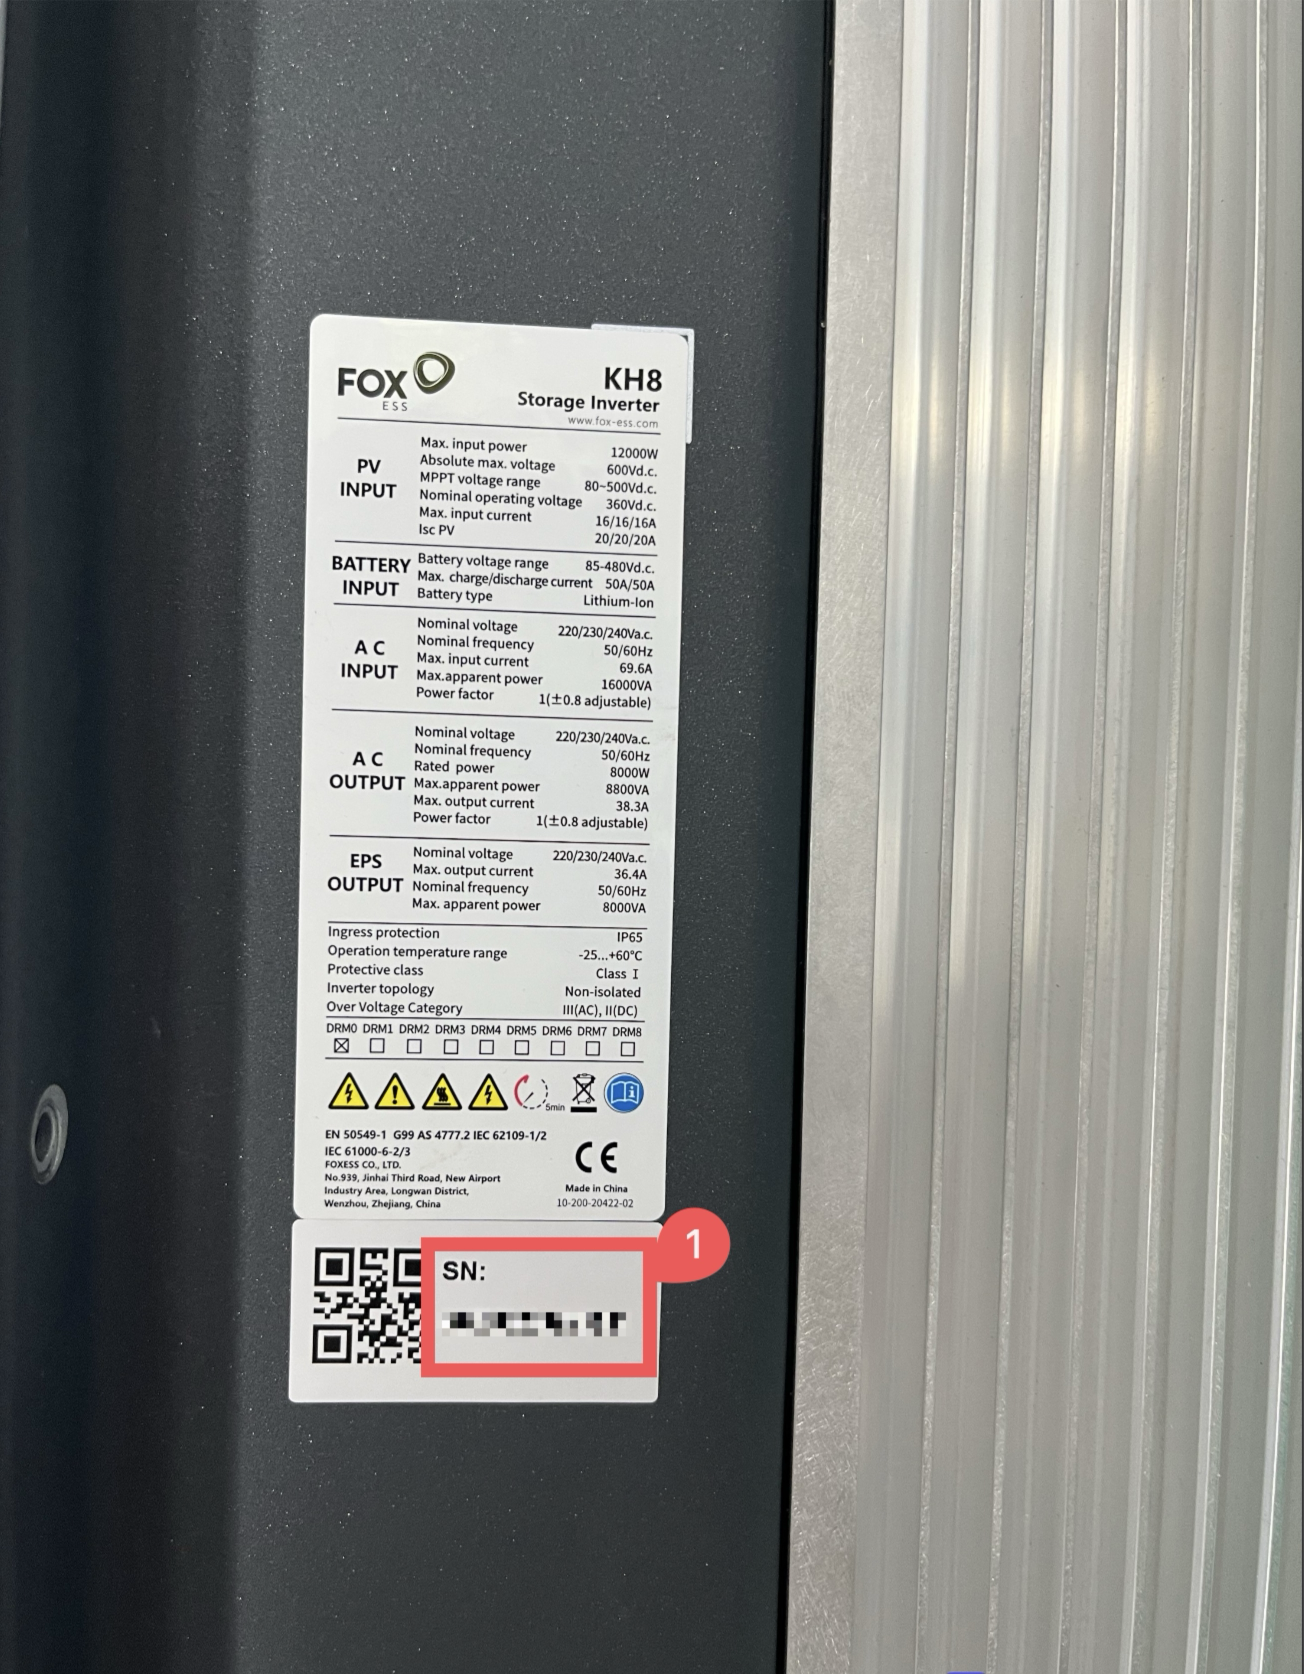 FOX
ESS
KH8
Storage Inverter
www.fox-ess.com
PV
INPUT
Max. input power 12000W
Absolute max. voltage 600Vd.c.
MPPT voltage range 80~500Vd.c.
Nominal operating voltage 360Vd.c.
Max. input current 16/16/16A
Isc PV 20/20/20A
BATTERY
INPUT
Battery voltage range 85-480Vd.c.
Max. charge/discharge current 50A/50A
Battery type Lithium-Ion
A C
INPUT
Nominal voltage 220/230/240Va.c.
Nominal frequency 50/60Hz
Max. input current 69.6A
Max.apparent power 16000VA
Power factor 1(±0.8 adjustable)
A C
OUTPUT
Nominal voltage 220/230/240Va.c.
Nominal frequency 50/60Hz
Rated power 8000W
Max.apparent power 8800VA
Max. output current 38.3A
Power factor 1(±0.8 adjustable)
EPS
OUTPUT
Nominal voltage 220/230/240Va.c.
Max. output current 36.4A
Nominal frequency 50/60Hz
Max. apparent power 8000VA
Ingress protection IP65
Operation temperature range -25...+60℃
Protective class Class I
Inverter topology Non-isolated
Over Voltage Category III(AC), II(DC)
DRM0 DRM1 DRM2 DRM3 DRM4 DRM5 DRM6 DRM7 DRM8
5min
EN 50549-1 G99 AS 4777.2 IEC 62109-1/2
IEC 61000-6-2/3
FOXESS CO., LTD.
No.939, Jinhai Third Road, New Airport
Industry Area, Longwan District,
Wenzhou, Zhejiang, China
CE
Made in China
10-200-20422-02
SN:
1